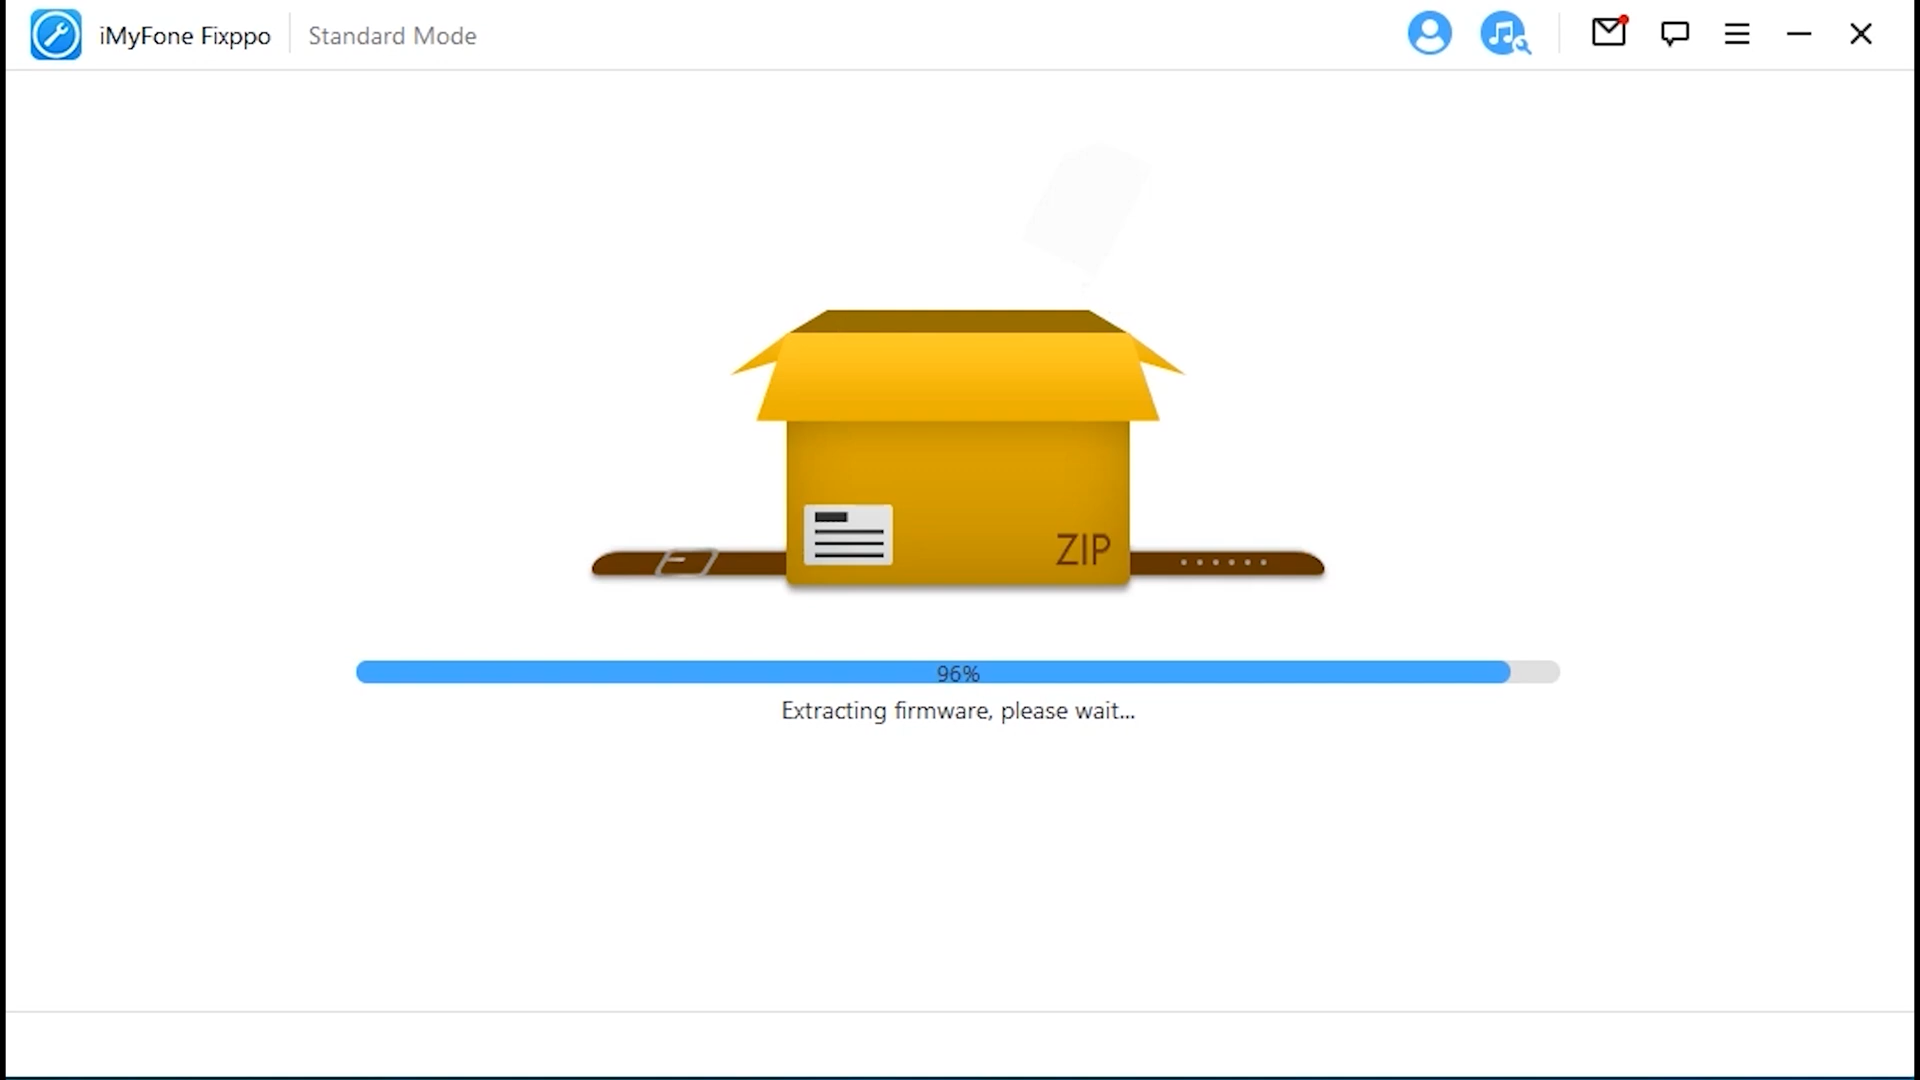 iMyFone Fixppo
Standard Mode
ZIP
96%
Extracting firmware, please wait...